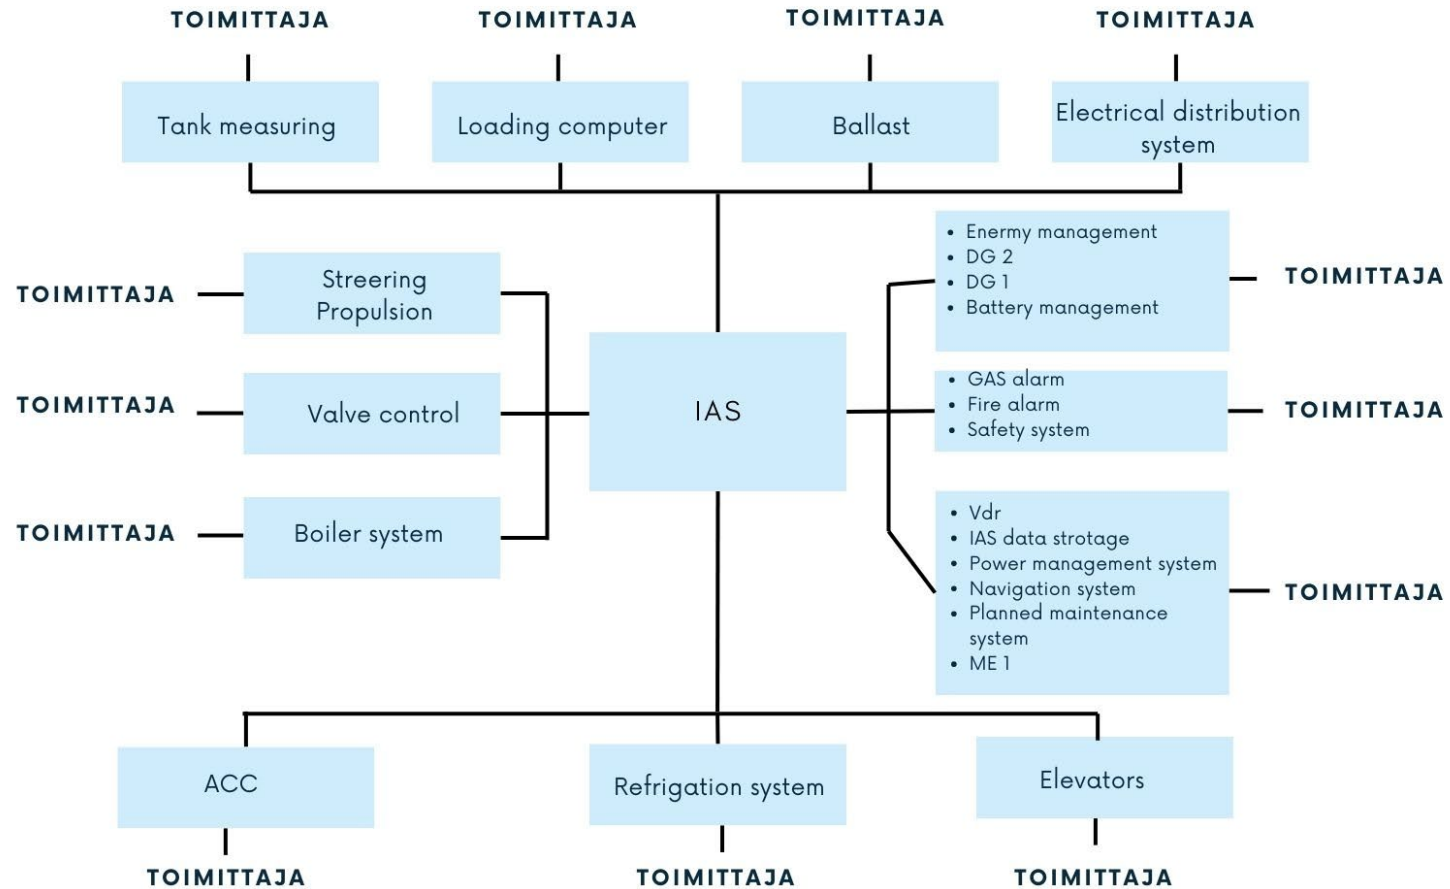 TOIMITTAJA
TOIMITTAJA
TOIMITTAJA
TOIMITTAJA
Tank measuring
Loading computer
Ballast
Electrical distribution
system
TOIMITTAJA
Streering
Propulsion
• Enermy management
• DG 2
• DG 1
• Battery management
TOIMITTAJA
TOIMITTAJA
Valve control
IAS
• GAS alarm
• Fire alarm
• Safety system
TOIMITTAJA
TOIMITTAJA
Boiler system
• Vdr
• IAS data strotage
• Power management system
• Navigation system
• Planned maintenance
system
• ME 1
TOIMITTAJA
ACC
Refrigation system
Elevators
TOIMITTAJA
TOIMITTAJA
TOIMITTAJA